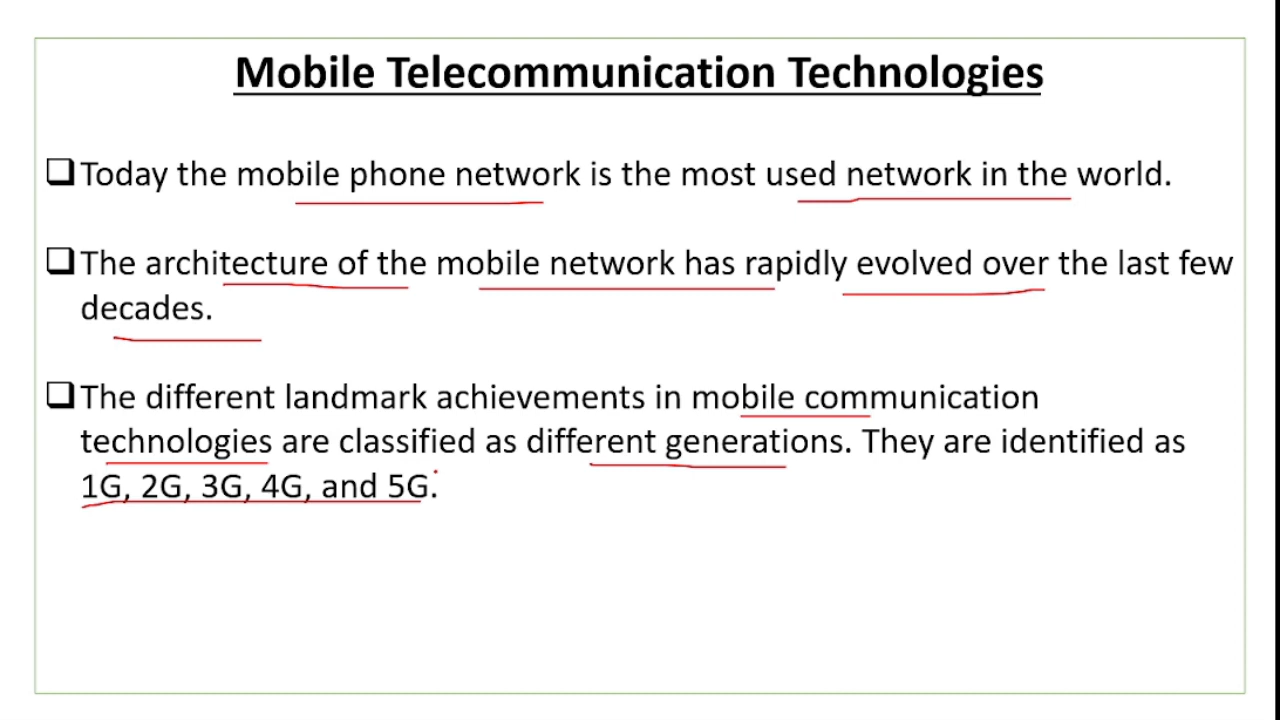 Mobile Telecommunication Technologies
Today the mobile phone network is the most used network in the world.
The architecture of the mobile network has rapidly evolved over the last few
decades.
The different landmark achievements in mobile communication
technologies are classified as different generations. They are identified as
1G, 2G, 3G, 4G, and 5G.